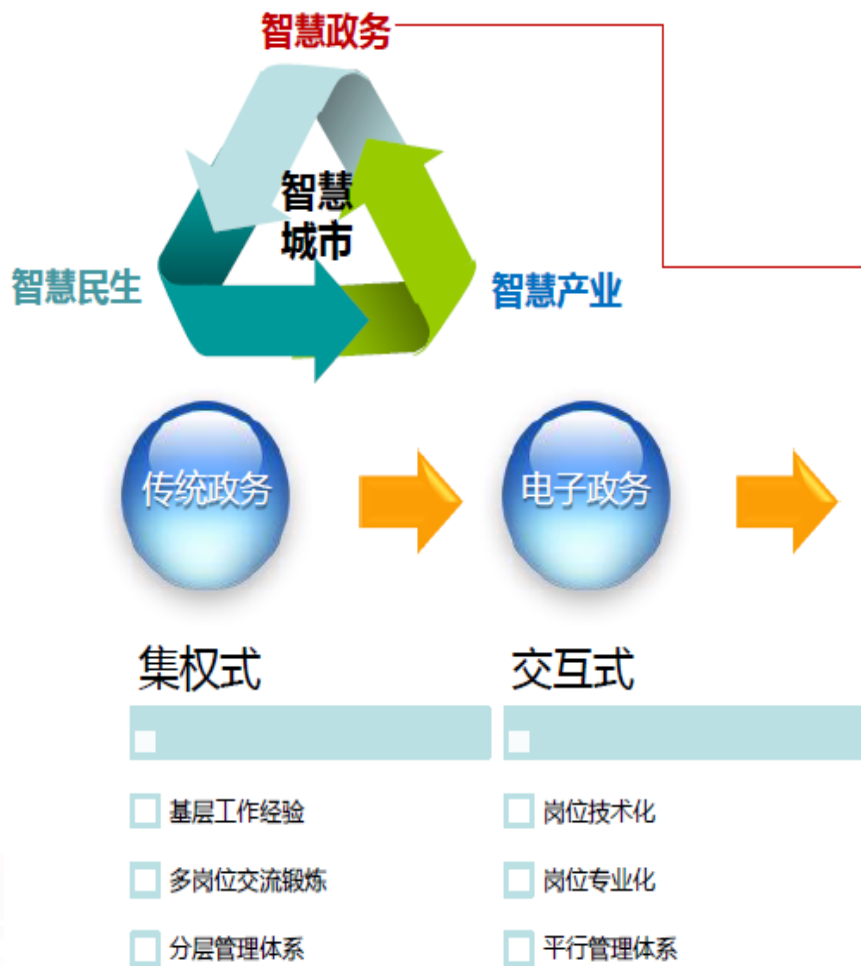 智慧政务
智慧
城市
智慧民生
智慧产业
传统政务
电子政务
集权式
交互式
基层工作经验
岗位技术化
多岗位交流锻炼
岗位专业化
分层管理体系
平行管理体系